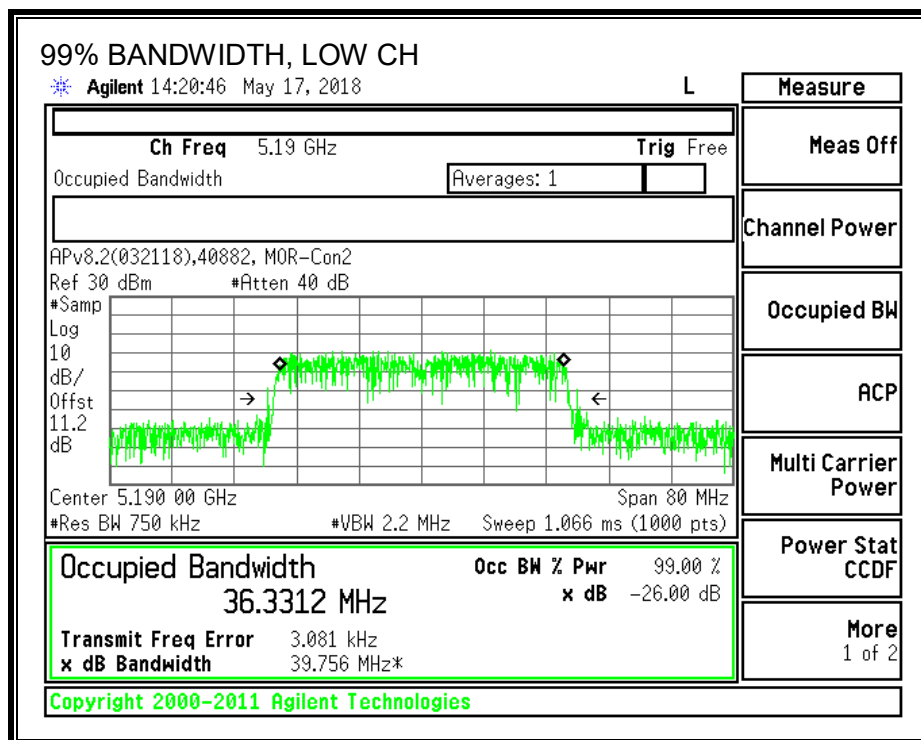 99% BANDWIDTH, LOW CH
Agilent 14:20:46 May 17, 2018 L
Measure
Ch Freq 5.19 GHz Trig Free
Meas Off
Occupied Bandwidth Averages: 1
Channel Power
APv8.2(032118),40882, MOR-Con2
Ref 30 dBm #Atten 40 dB
#Samp
Log
10
dB/
Offst
11.2
dB
Occupied BW
ACP
Multi Carrier
Power
Center 5.190 00 GHz Span 80 MHz
#Res BW 750 kHz #VBW 2.2 MHz Sweep 1.066 ms (1000 pts)
Power Stat
CCDF
Occupied Bandwidth Occ BW % Pwr 99.00 %
36.3312 MHz x dB -26.00 dB
Transmit Freq Error 3.081 kHz
x dB Bandwidth 39.756 MHz*
More
1 of 2
Copyright 2000-2011 Agilent Technologies